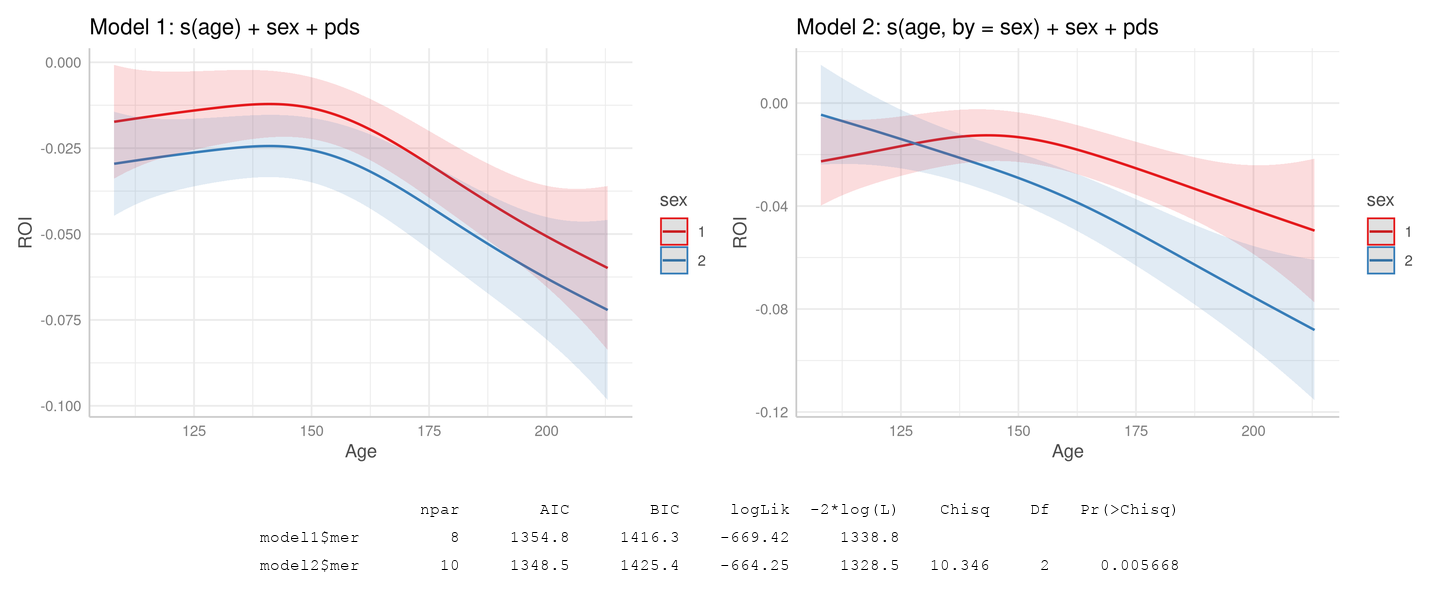 Model 1: s(age) + sex + pds
0.000
-0.025
-0.050
-0.075
-0.100
ROI
125 150 175 200
Age
sex
1
2
Model 2: s(age, by = sex) + sex + pds
0.00
-0.04
-0.08
-0.12
ROI
125 150 175 200
Age
sex
1
2
npar AIC BIC logLik -2*log(L) Chisq Df Pr(>Chisq)
model1$mer 8 1354.8 1416.3 -669.42 1338.8
model2$mer 10 1348.5 1425.4 -664.25 1328.5 10.346 2 0.005668